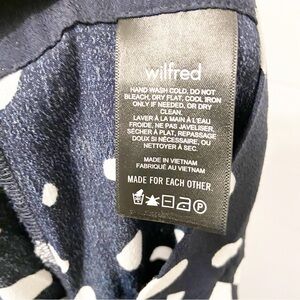 wilfred
HAND WASH COLD, DO NOT
BLEACH, DRY FLAT, COOL IRON
ONLY IF NEEDED, OR DRY
CLEAN.
LAVER À LA MAIN À L'EAU
FROIDE, NE PAS JAVELISER,
SÉCHER À PLAT, REPASSAGE
DOUX SI NÉCESSAIRE, OU
NETTOYER À SEC.
MADE IN VIETNAM
FABRIQUÉ AU VIETNAM
MADE FOR EACH OTHER.